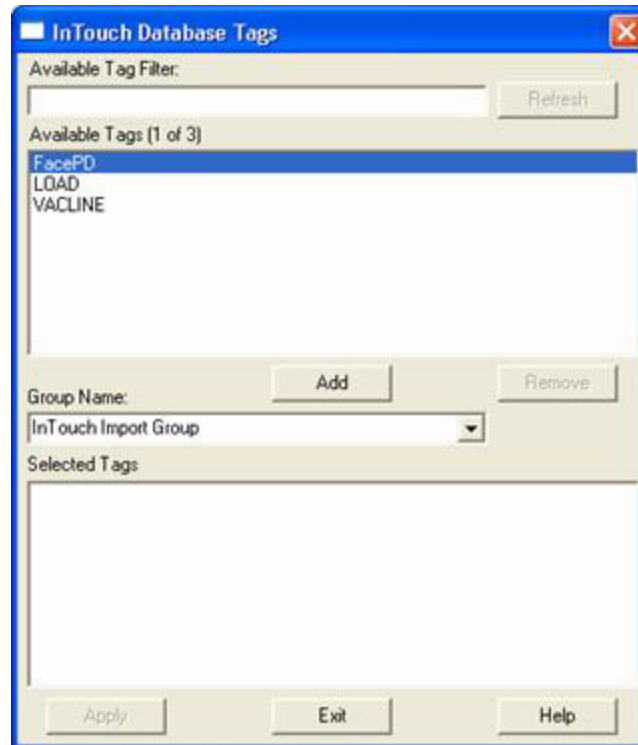 InTouch Database Tags
Available Tag Filter:
Refresh
Available Tags (1 of 3)
FacePD
LOAD
VACLINE
Add
Remove
Group Name:
InTouch Import Group
Selected Tags
Apply
Exit
Help